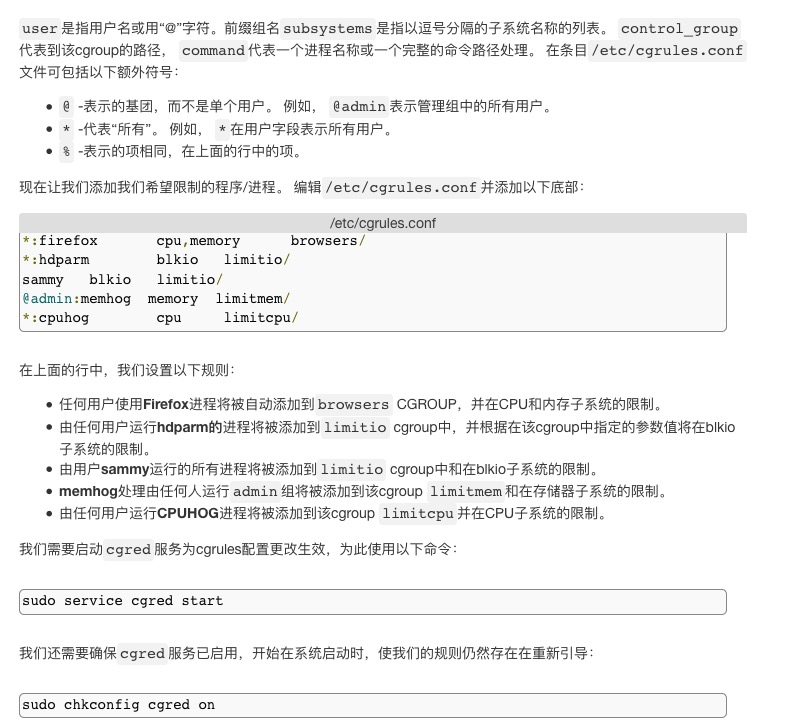 user 是指用户名或用“@”字符。前缀组名 subsystems 是指以逗号分隔的子系统名称的列表。 control_group
代表到该cgroup的路径， command 代表一个进程名称或一个完整的命令路径处理。 在条目 /etc/cgrules.conf
文件可包括以下额外符号：
• @ -表示的基团，而不是单个用户。 例如， @admin 表示管理组中的所有用户。
• * -代表“所有”。 例如， * 在用户字段表示所有用户。
• % -表示的项相同，在上面的行中的项。
现在让我们添加我们希望限制的程序/进程。 编辑 /etc/cgrules.conf 并添加以下底部：
/etc/cgrules.conf
*:firefox       cpu,memory      browsers/
*:hdparm        blkio   limitio/
sammy   blkio   limitio/
@admin:memhog  memory  limitmem/
*:cpuhog        cpu     limitcpu/
在上面的行中，我们设置以下规则：
• 任何用户使用Firefox进程将被自动添加到 browsers CGROUP，并在CPU和内存子系统的限制。
• 由任何用户运行hdparm的进程将被添加到 limitio cgroup中，并根据在该cgroup中指定的参数值将在blkio
子系统的限制。
• 由用户sammy运行的所有进程将被添加到 limitio cgroup中和在blkio子系统的限制。
• memhog处理由任何人运行 admin 组将被添加到该cgroup limitmem 和在存储器子系统的限制。
• 由任何用户运行CPUHOG进程将被添加到该cgroup limitcpu 并在CPU子系统的限制。
我们需要启动 cgred 服务为cgrules配置更改生效，为此使用以下命令：
sudo service cgred start
我们还需要确保 cgred 服务已启用，开始在系统启动时，使我们的规则仍然存在在重新引导：
sudo chkconfig cgred on